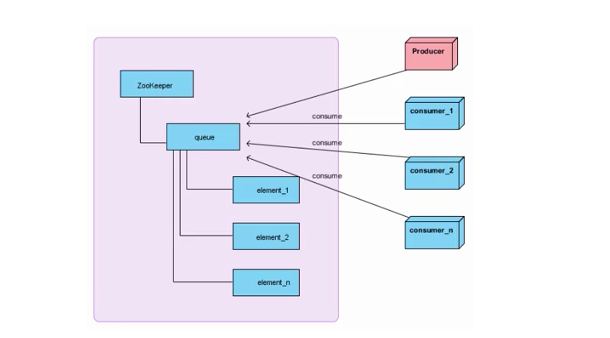 Producer
ZooKeeper
consumer_1
consume
queue
consume
consumer_2
consume
element_1
consumer_n
element_2
element_n